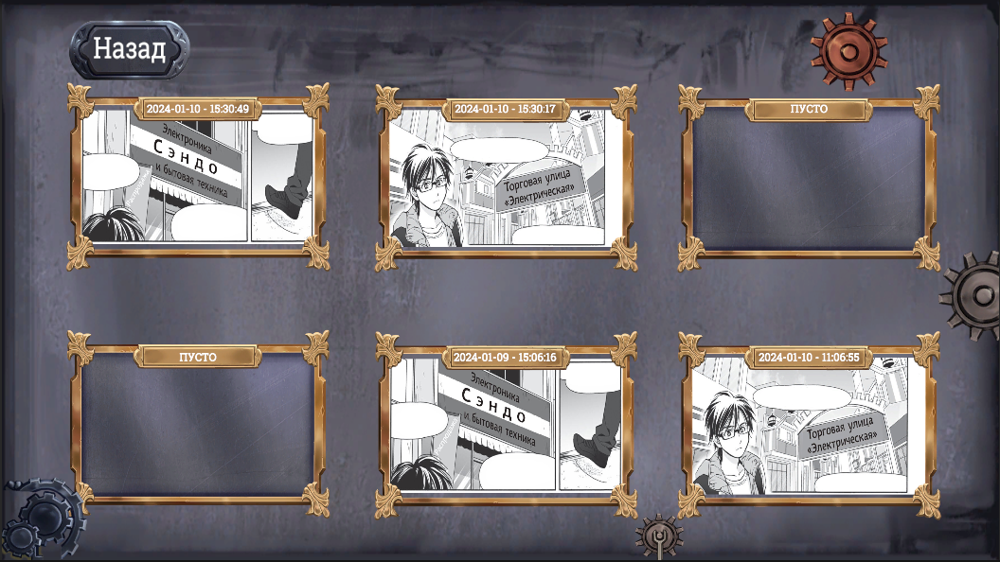 Назад
2024-01-10 - 15:30:49
Электроника
Сэндо
и бытовая техника
2024-01-10 - 15:30:17
Торговая улица
«Электрическая»
ПУСТО
ПУСТО
2024-01-09 - 15:06:16
Электроника
Сэндо
и бытовая техника
2024-01-10 - 11:06:55
Торговая улица
«Электрическая»